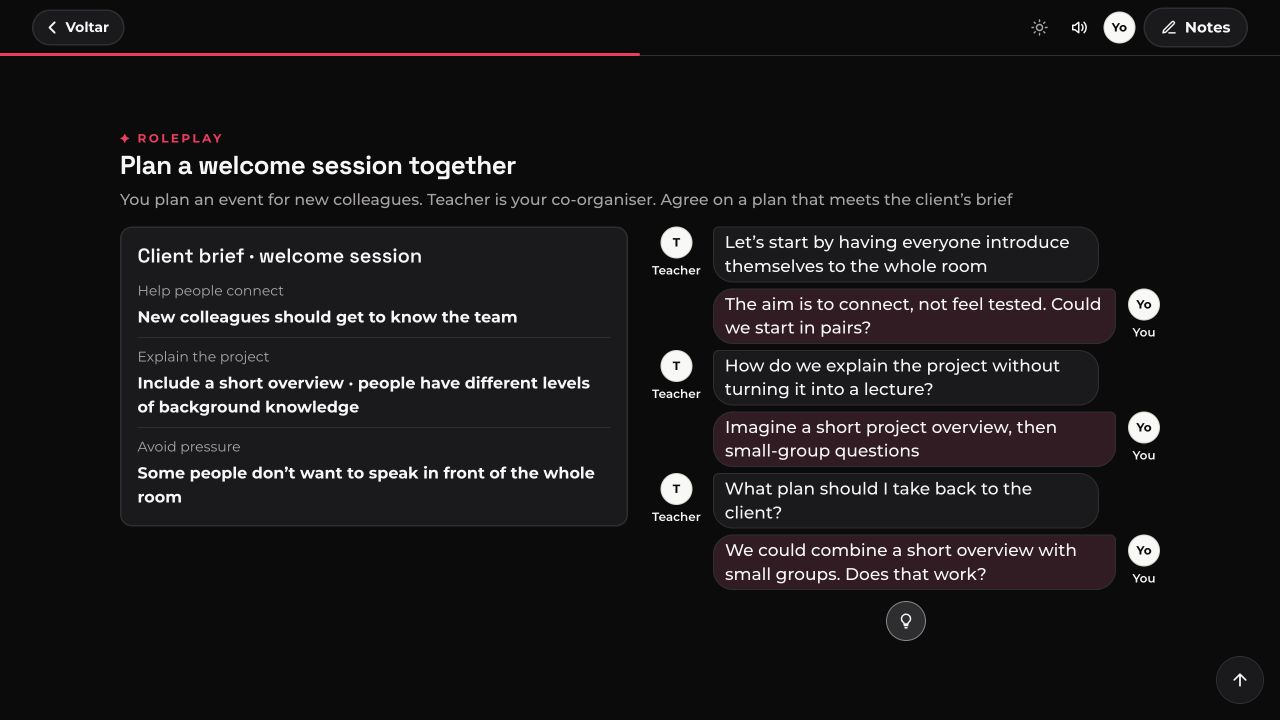 Voltar
Yo
Notes
ROLEPLAY
Plan a welcome session together
You plan an event for new colleagues. Teacher is your co-organiser. Agree on a plan that meets the client’s brief
Client brief · welcome session
Help people connect
New colleagues should get to know the team
Explain the project
Include a short overview · people have different levels
of background knowledge
Avoid pressure
Some people don’t want to speak in front of the whole
room
T
Teacher
Let’s start by having everyone introduce
themselves to the whole room
The aim is to connect, not feel tested. Could
we start in pairs?
Yo
You
T
Teacher
How do we explain the project without
turning it into a lecture?
Imagine a short project overview, then
small-group questions
Yo
You
T
Teacher
What plan should I take back to the
client?
We could combine a short overview with
small groups. Does that work?
Yo
You